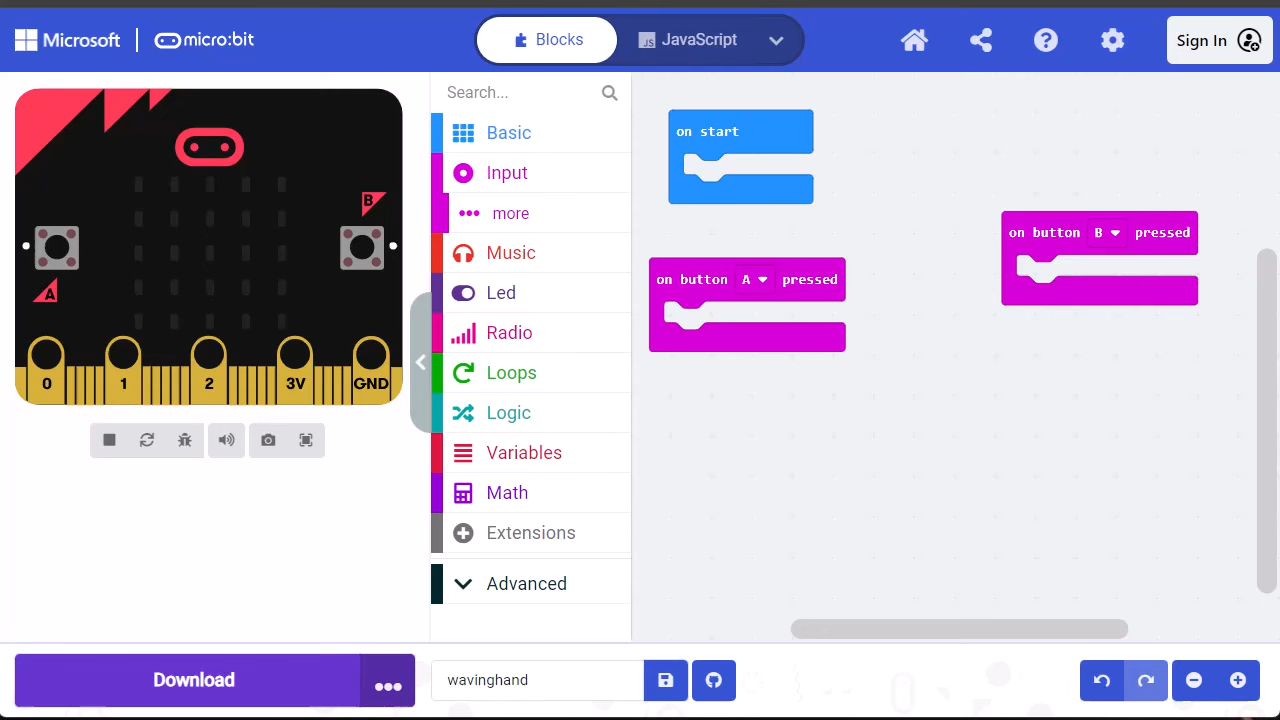 Microsoft
micro:bit
Blocks
JS JavaScript
Sign In
Search...
Basic
Input
more
Music
Led
Radio
Loops
Logic
Variables
Math
Extensions
Advanced
B
A
0 1 2 3V GND
on start
on button A pressed
on button B pressed
Download
wavinghand